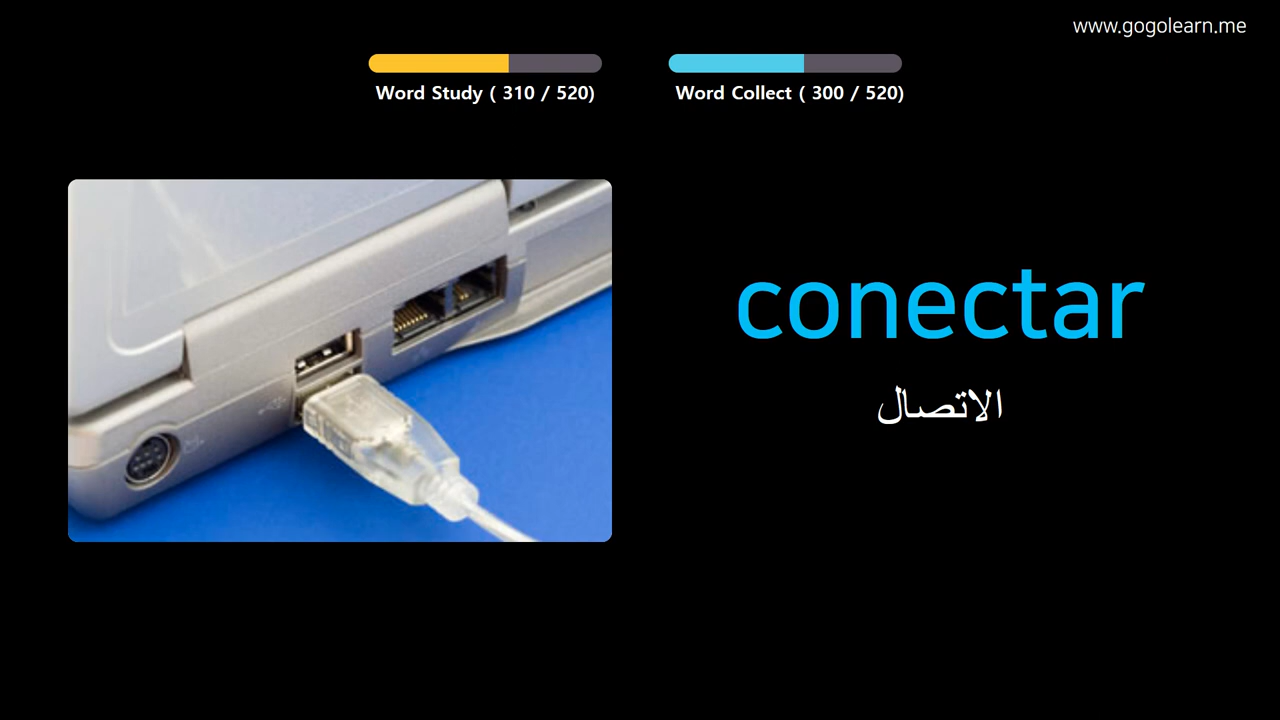 www.gogolearn.me
Word Study ( 310 / 520)
Word Collect ( 300 / 520)
conectar
الاتصال